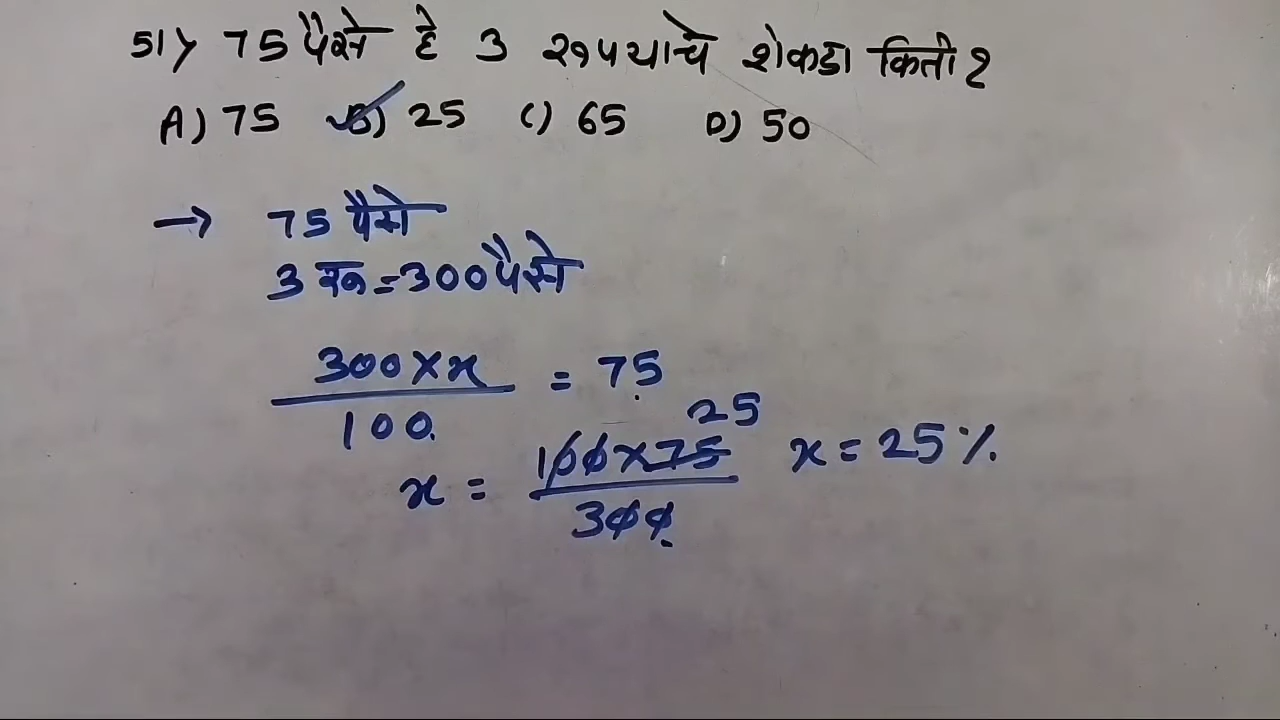 51) 75 पैसे हे 3 रुपयाचे शेकडा किती?
A) 75 B) 25 C) 65 D) 50
→ 75 पैसे
3 रु = 300 पैसे
300 × x / 100 = 75
25
x = 100 × 75 / 300 x = 25%